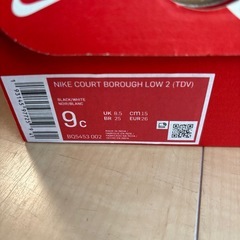 NIKE COURT BOROUGH LOW 2 (TDV)
BLACK/WHITE
NOIR/BLANC
9 C
UK 8.5 CM 15
BR 25 EUR 26
BQ5453 002